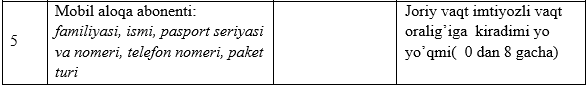 Mobil aloqa abonenti:
familiyasi, ismi, pasport seriyasi
va nomeri, telefon nomeri, paket
turi
5
Joriy vaqt imtiyozli vaqt
oralig’iga kiradimi yo
yo’qmi( 0 dan 8 gacha)